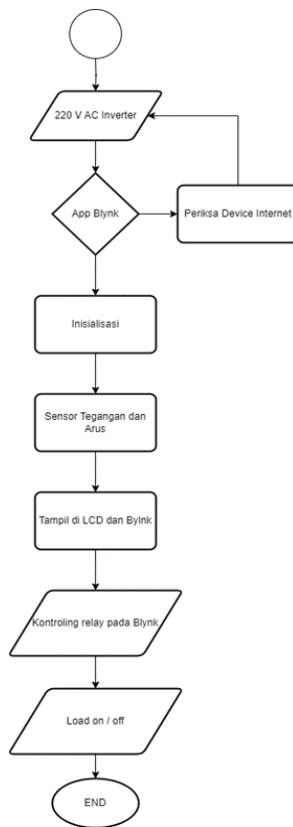 220 V AC Inverter
App Blynk
Periksa Device Internet
Inisialisasi
Sensor Tegangan dan
Arus
Tampil di LCD dan Bylnk
Kontroling relay pada Blynk
Load on / off
END